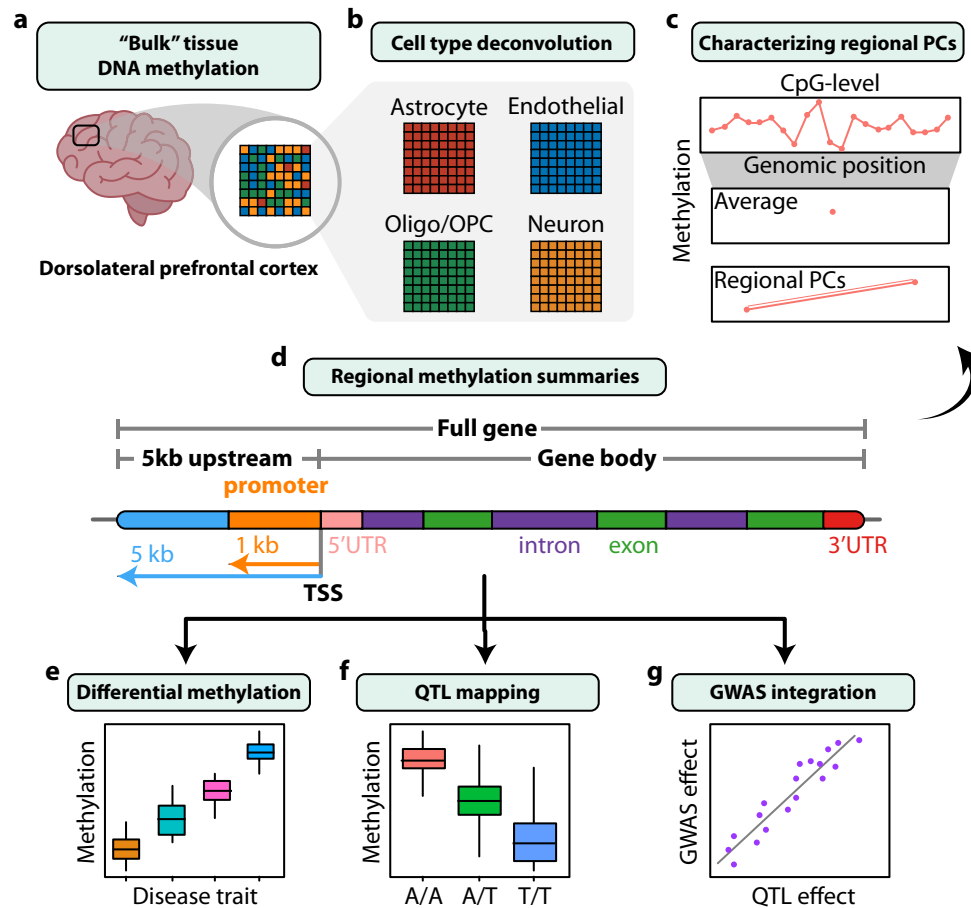 a
“Bulk” tissue
DNA methylation
Dorsolateral prefrontal cortex
b
Cell type deconvolution
Astrocyte
Endothelial
Oligo/OPC
Neuron
c
Characterizing regional PCs
CpG-level
Genomic position
Methylation
Average
Regional PCs
d
Regional methylation summaries
Full gene
5kb upstream
Gene body
promoter
5 kb
1 kb
5’UTR
intron
exon
3’UTR
TSS
e
Differential methylation
Methylation
Disease trait
f
QTL mapping
Methylation
A/A
A/T
T/T
g
GWAS integration
GWAS effect
QTL effect